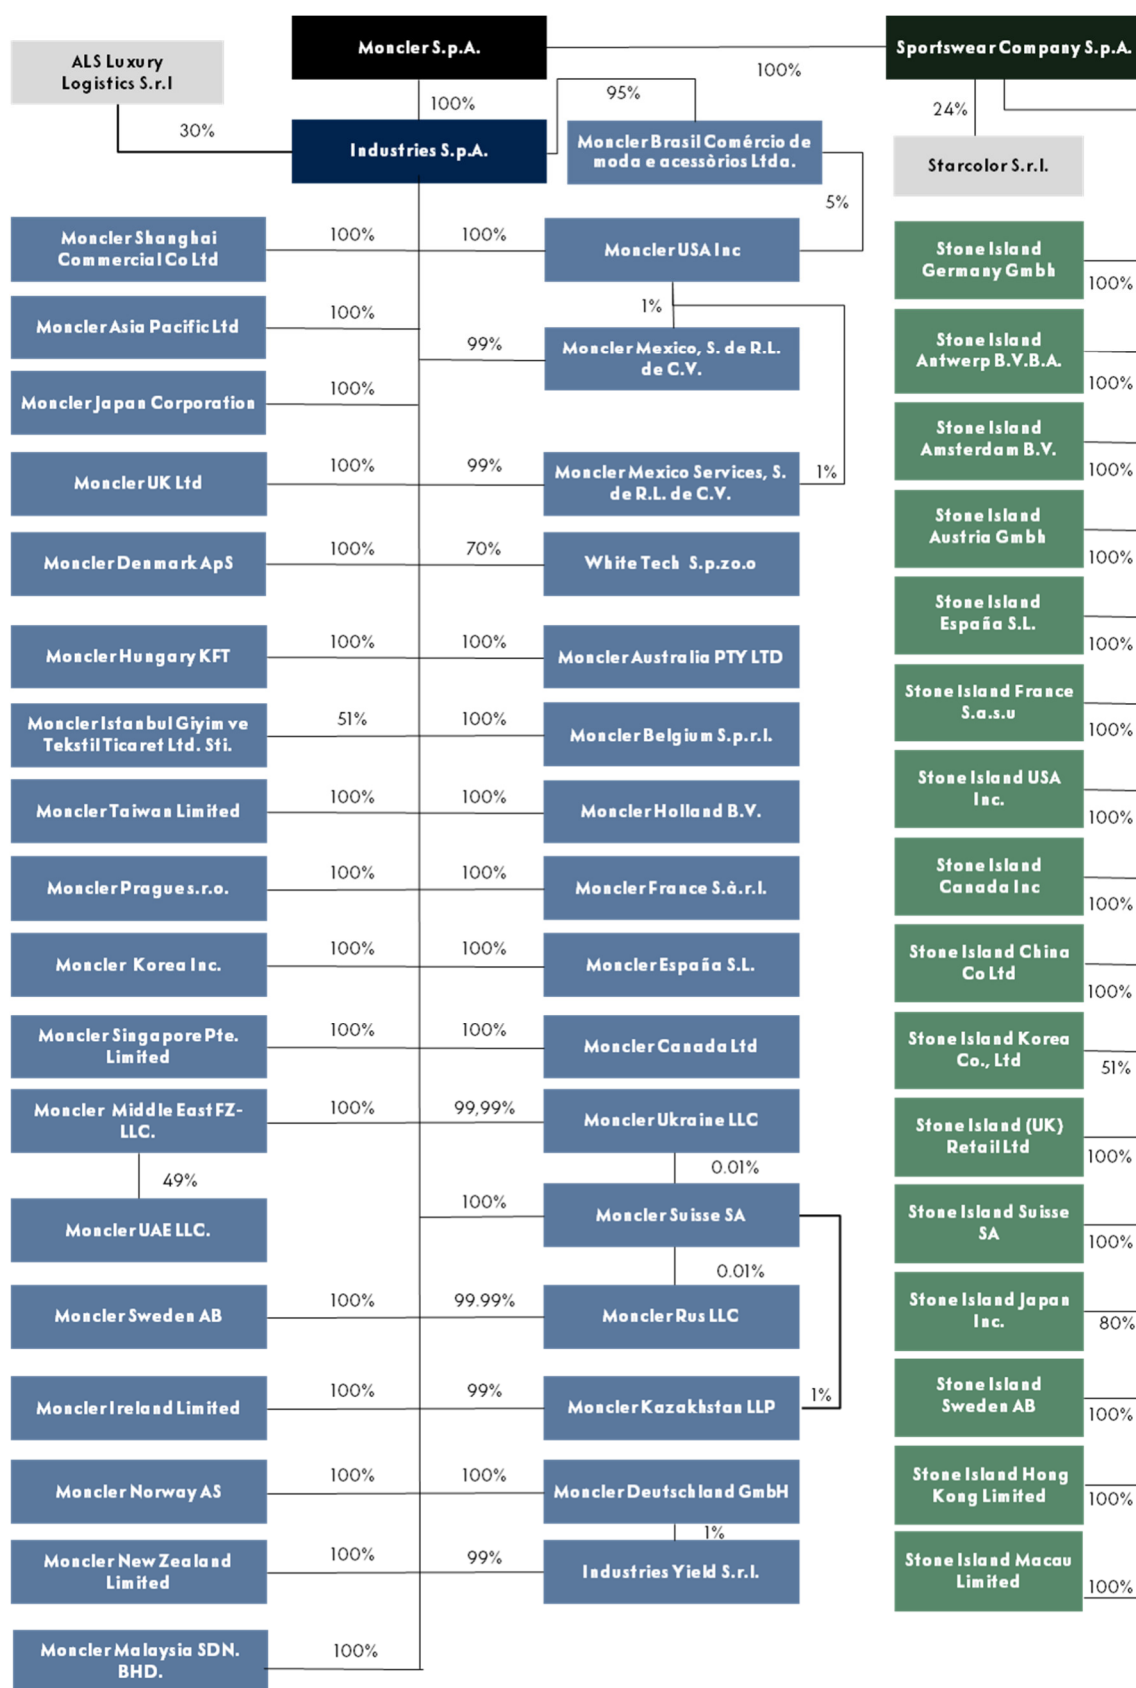 Moncler S.p.A.
Sportswear Company S.p.A.
ALS Luxury
Logistics S.r.l
100%
100%
95%
24%
30%
Industries S.p.A.
Moncler Brasil Comércio de
moda e acessòrios Ltda.
Starcolor S.r.l.
5%
Moncler Shanghai
Commercial Co Ltd
100%
100%
Moncler USA Inc
Stone Island
Germany Gmbh
100%
Moncler Asia Pacific Ltd
100%
1%
99%
Moncler Mexico, S. de R.L.
de C.V.
Stone Island
Antwerp B.V.B.A.
100%
Moncler Japan Corporation
100%
Stone Island
Amsterdam B.V.
100%
Moncler UK Ltd
100%
99%
Moncler Mexico Services, S.
de R.L. de C.V.
1%
Stone Island
Austria Gmbh
100%
Moncler Denmark ApS
100%
70%
White Tech S.p.zo.o
Stone Island
España S.L.
100%
Moncler Hungary KFT
100%
100%
Moncler Australia PTY LTD
Stone Island France
S.a.s.u
100%
Moncler Istanbul Giyim ve
Tekstil Ticaret Ltd. Sti.
51%
100%
Moncler Belgium S.p.r.l.
Stone Island USA
Inc.
100%
Moncler Taiwan Limited
100%
100%
Moncler Holland B.V.
Stone Island
Canada Inc
100%
Moncler Prague s.r.o.
100%
100%
Moncler France S.à.r.l.
Stone Island China
Co Ltd
100%
Moncler Korea Inc.
100%
100%
Moncler España S.L.
Stone Island Korea
Co., Ltd
51%
Moncler Singapore Pte.
Limited
100%
100%
Moncler Canada Ltd
Stone Island (UK)
Retail Ltd
100%
Moncler Middle East FZ-
LLC.
100%
99,99%
Moncler Ukraine LLC
0.01%
49%
Moncler UAE LLC.
100%
Moncler Suisse SA
Stone Island Suisse
SA
100%
0.01%
Moncler Sweden AB
100%
99.99%
Moncler Rus LLC
Stone Island Japan
Inc.
80%
Moncler Ireland Limited
100%
99%
Moncler Kazakhstan LLP
1%
Stone Island
Sweden AB
100%
Moncler Norway AS
100%
100%
Moncler Deutschland GmbH
Stone Island Hong
Kong Limited
100%
1%
Moncler New Zealand
Limited
100%
99%
Industries Yield S.r.l.
Stone Island Macau
Limited
100%
Moncler Malaysia SDN.
BHD.
100%